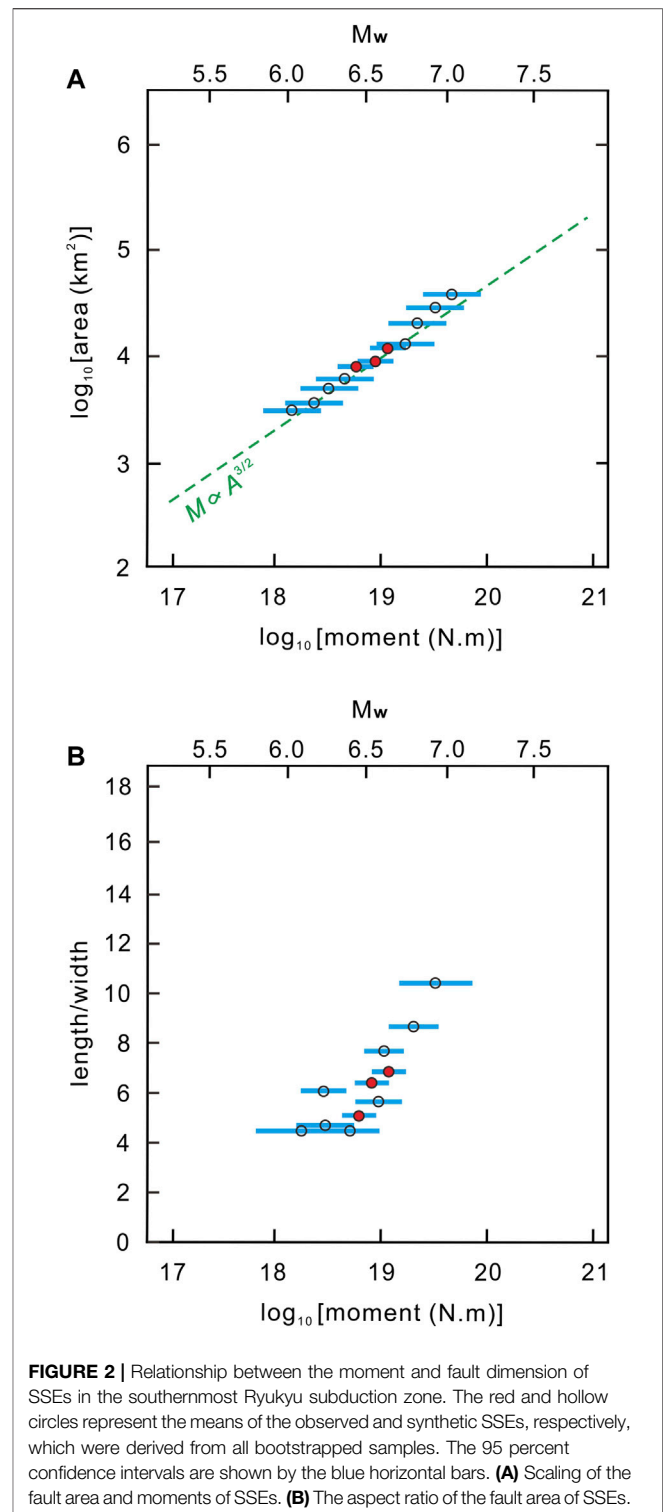 Mw
A
5.5 6.0 6.5 7.0 7.5
6
5
4
3
2
log₁₀[area (km²)]
M ∝ A^3/2
17 18 19 20 21
log₁₀[moment (N.m)]
Mw
B
5.5 6.0 6.5 7.0 7.5
18
16
14
12
10
8
6
4
2
0
length/width
17 18 19 20 21
log₁₀[moment (N.m)]
FIGURE 2 | Relationship between the moment and fault dimension of
SSEs in the southernmost Ryukyu subduction zone. The red and hollow
circles represent the means of the observed and synthetic SSEs, respectively,
which were derived from all bootstrapped samples. The 95 percent
confidence intervals are shown by the blue horizontal bars. (A) Scaling of the
fault area and moments of SSEs. (B) The aspect ratio of the fault area of SSEs.